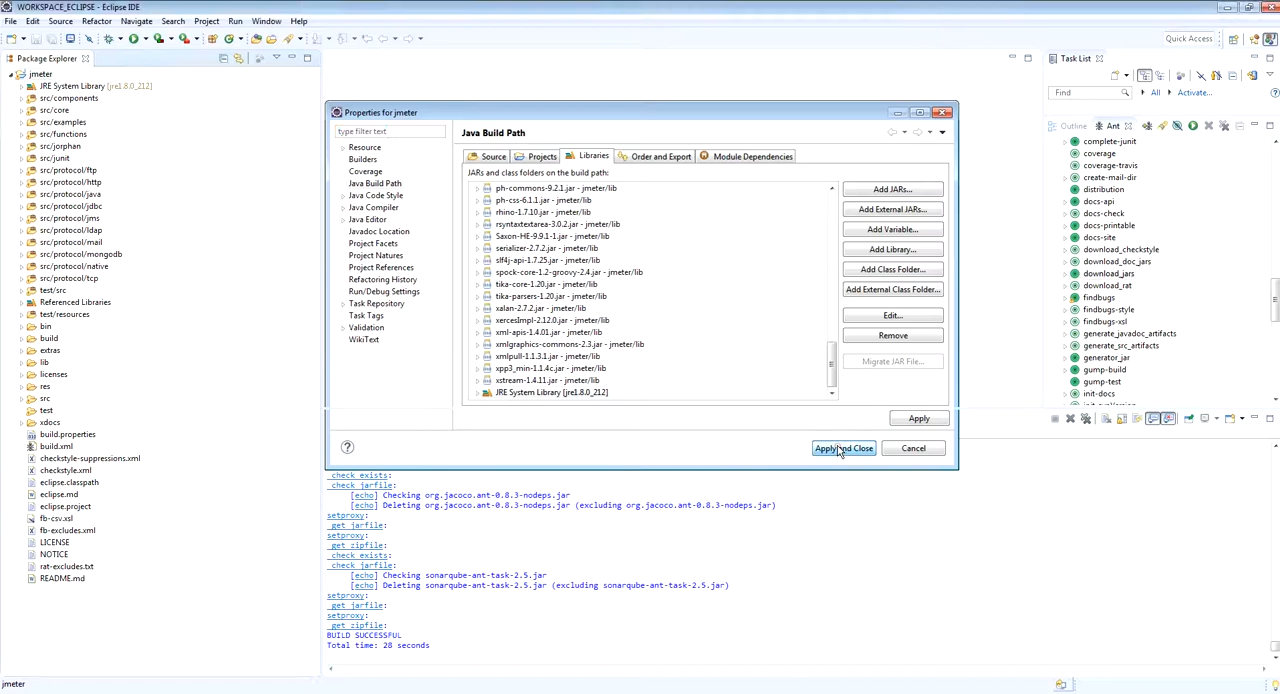 WORKSPACE_ECLIPSE - Eclipse IDE
File Edit Source Refactor Navigate Search Project Run Window Help
Quick Access
Package Explorer
jmeter
JRE System Library [jre1.8.0_212]
src/components
src/core
src/examples
src/functions
src/jorphan
src/junit
src/protocol/ftp
src/protocol/http
src/protocol/java
src/protocol/jdbc
src/protocol/jms
src/protocol/ldap
src/protocol/mail
src/protocol/mongodb
src/protocol/native
src/protocol/tcp
test/src
Referenced Libraries
test/resources
bin
build
extras
lib
licenses
res
src
test
xdocs
build.properties
build.xml
checkstyle-suppressions.xml
checkstyle.xml
eclipse.classpath
eclipse.md
eclipse.project
fb-csv.xsl
fb-excludes.xml
LICENSE
NOTICE
rat-excludes.txt
README.md
Properties for jmeter
type filter text
Resource
Builders
Coverage
Java Build Path
Java Code Style
Java Compiler
Java Editor
Javadoc Location
Project Facets
Project Natures
Project References
Refactoring History
Run/Debug Settings
Task Repository
Task Tags
Validation
WikiText
Java Build Path
Source Projects Libraries Order and Export Module Dependencies
JARs and class folders on the build path:
ph-commons-9.2.1.jar - jmeter/lib
ph-css-6.1.1.jar - jmeter/lib
rhino-1.7.10.jar - jmeter/lib
rsyntaxtextarea-3.0.2.jar - jmeter/lib
Saxon-HE-9.9.1-1.jar - jmeter/lib
serializer-2.7.2.jar - jmeter/lib
slf4j-api-1.7.25.jar - jmeter/lib
spock-core-1.2-groovy-2.4.jar - jmeter/lib
tika-core-1.20.jar - jmeter/lib
tika-parsers-1.20.jar - jmeter/lib
xalan-2.7.2.jar - jmeter/lib
xercesImpl-2.12.0.jar - jmeter/lib
xml-apis-1.4.01.jar - jmeter/lib
xmlgraphics-commons-2.3.jar - jmeter/lib
xmlpull-1.1.3.1.jar - jmeter/lib
xpp3_min-1.1.4c.jar - jmeter/lib
xstream-1.4.11.jar - jmeter/lib
JRE System Library [jre1.8.0_212]
Add JARs...
Add External JARs...
Add Variable...
Add Library...
Add Class Folder...
Add External Class Folder...
Edit...
Remove
Migrate JAR File...
Apply
Apply and Close Cancel
check exists:
check jarfile:
[echo] Checking org.jacoco.ant-0.8.3-nodeps.jar
[echo] Deleting org.jacoco.ant-0.8.3-nodeps.jar (excluding org.jacoco.ant-0.8.3-nodeps.jar)
setproxy:
_get_jarfile:
setproxy:
_get_zipfile:
_check_exists:
_check_jarfile:
[echo] Checking sonarqube-ant-task-2.5.jar
[echo] Deleting sonarqube-ant-task-2.5.jar (excluding sonarqube-ant-task-2.5.jar)
setproxy:
_get_jarfile:
setproxy:
_get_zipfile:
BUILD SUCCESSFUL
Total time: 28 seconds
Task List
Find All Activate...
Outline Ant
complete-junit
coverage
coverage-travis
create-mail-dir
distribution
docs-api
docs-check
docs-printable
docs-site
download_checkstyle
download_doc_jars
download_jars
download_rat
findbugs
findbugs-style
findbugs-xsl
generate_javadoc_artifacts
generate_src_artifacts
generator_jar
gump-build
gump-test
init-docs
jmeter